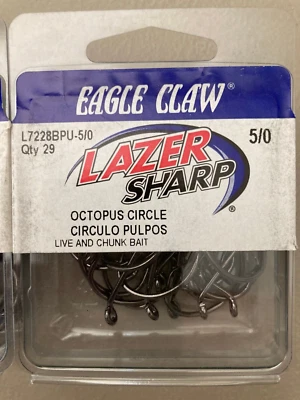 EAGLE CLAW®
L7228BPU-5/0
Qty 29
5/0
LAZER
SHARP®
OCTOPUS CIRCLE
CIRCULO PULPOS
LIVE AND CHUNK BAIT